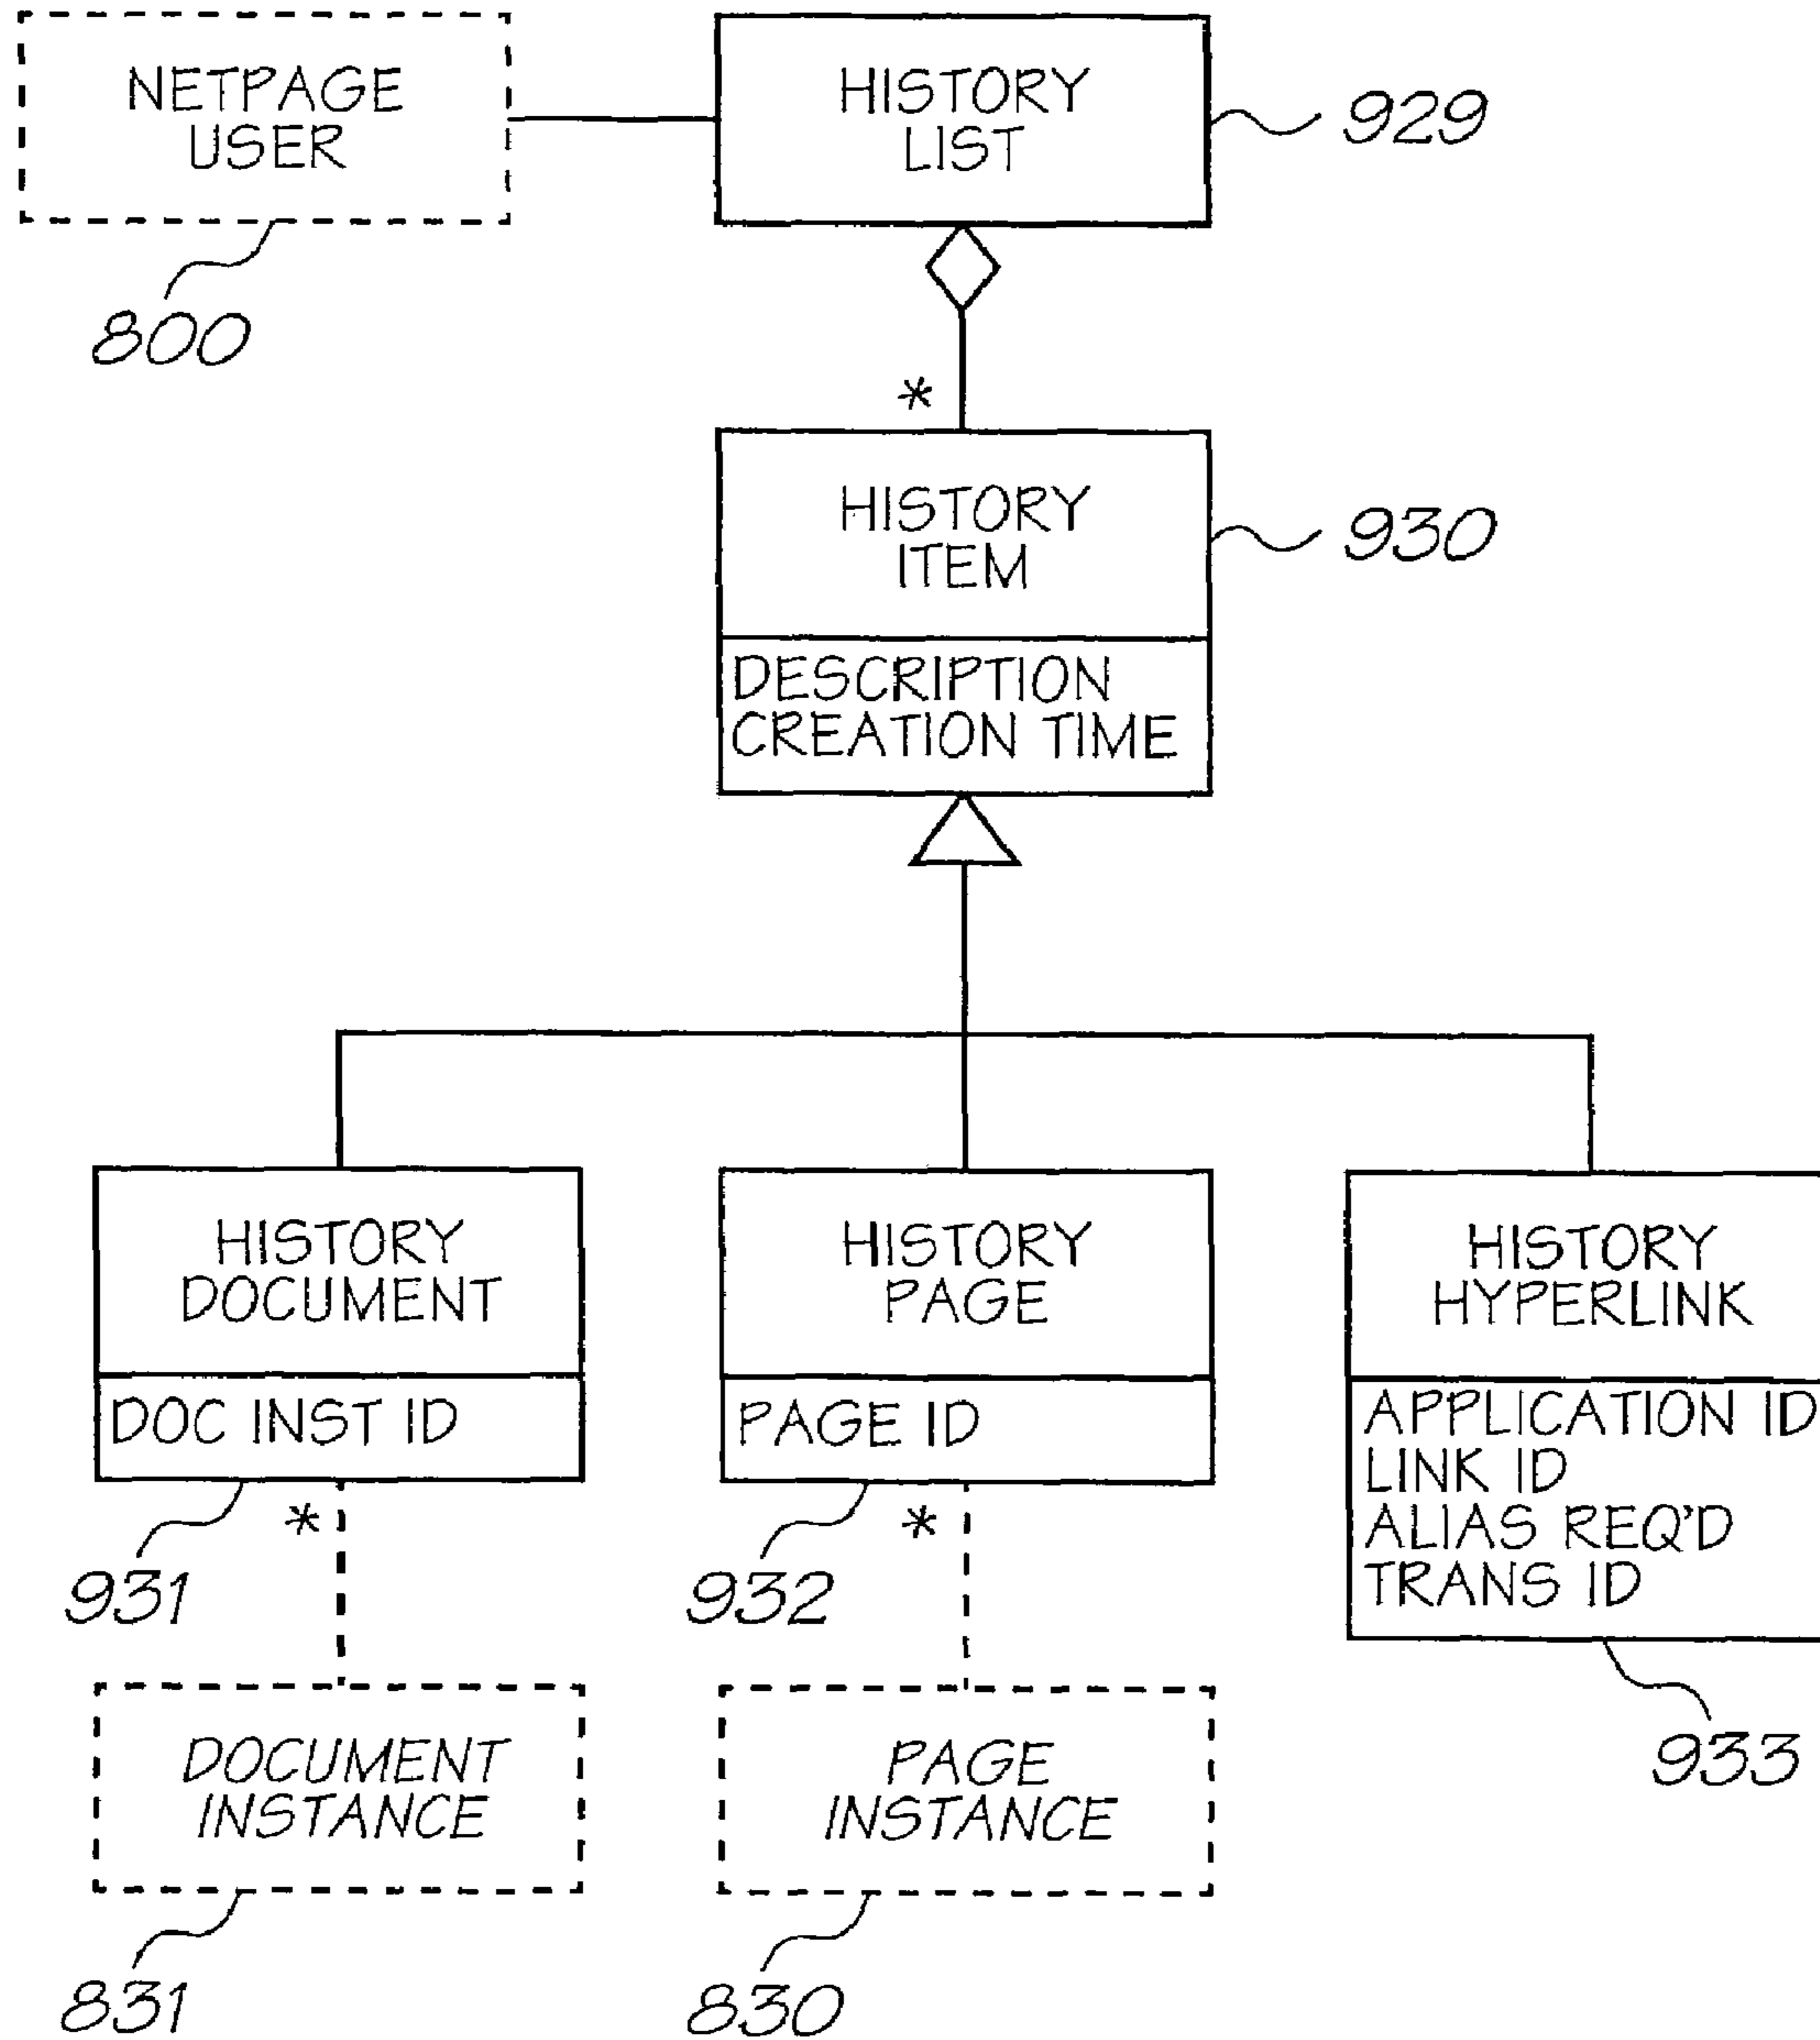 NETPAGE
USER
800
HISTORY
LIST
929
*
HISTORY
ITEM
930
DESCRIPTION
CREATION TIME
HISTORY
DOCUMENT
DOC INST ID
931
*
HISTORY
PAGE
PAGE ID
932
*
HISTORY
HYPERLINK
APPLICATION ID
LINK ID
ALIAS REQ'D
TRANS ID
933
DOCUMENT
INSTANCE
831
PAGE
INSTANCE
830